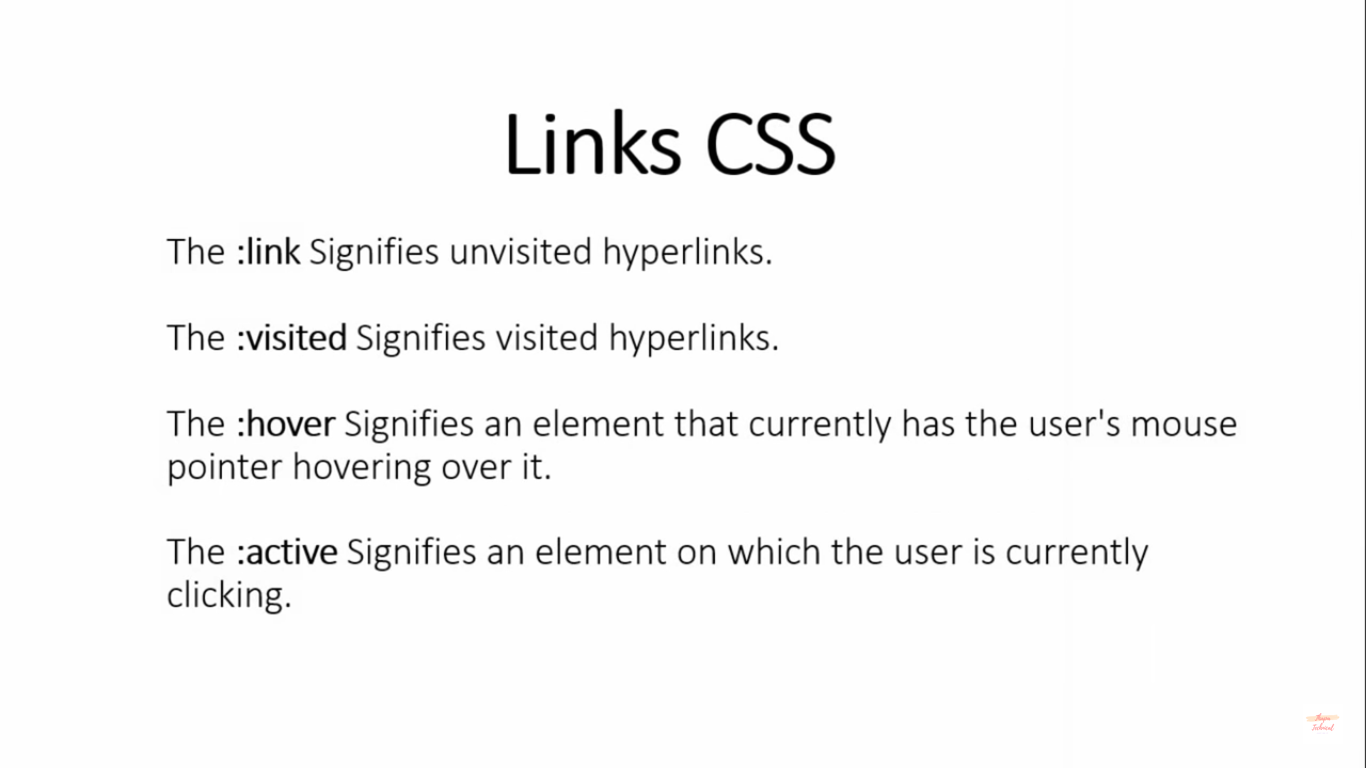 Links CSS
The :link Signifies unvisited hyperlinks.
The :visited Signifies visited hyperlinks.
The :hover Signifies an element that currently has the user's mouse
pointer hovering over it.
The :active Signifies an element on which the user is currently
clicking.
Technical